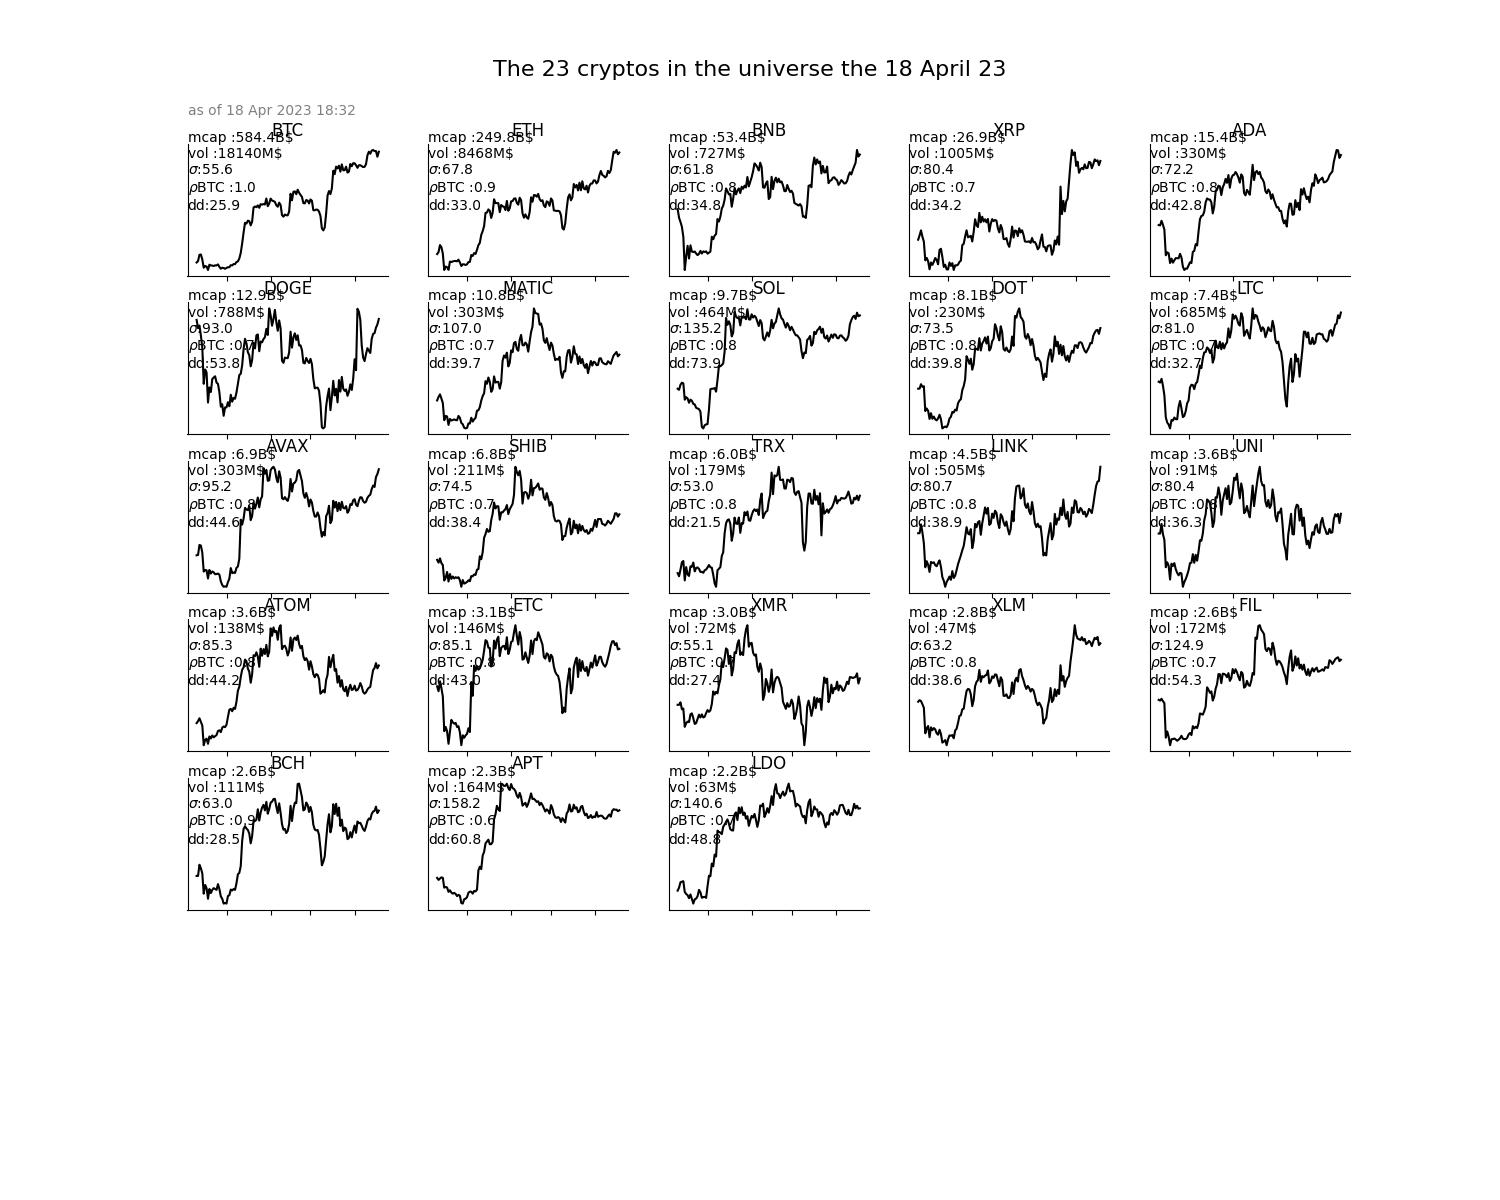 The 23 cryptos in the universe the 18 April 23
as of 18 Apr 2023 18:32
BTC
mcap :584.4B$
vol :18140M$
σ:55.6
ρBTC :1.0
dd:25.9
ETH
mcap :249.8B$
vol :8468M$
σ:67.8
ρBTC :0.9
dd:33.0
BNB
mcap :53.4B$
vol :727M$
σ:61.8
ρBTC :0.8
dd:34.8
XRP
mcap :26.9B$
vol :1005M$
σ:80.4
ρBTC :0.7
dd:34.2
ADA
mcap :15.4B$
vol :330M$
σ:72.2
ρBTC :0.8
dd:42.8
DOGE
mcap :12.9B$
vol :788M$
σ:93.0
ρBTC :0.7
dd:53.8
MATIC
mcap :10.8B$
vol :303M$
σ:107.0
ρBTC :0.7
dd:39.7
SOL
mcap :9.7B$
vol :464M$
σ:135.2
ρBTC :0.8
dd:73.9
DOT
mcap :8.1B$
vol :230M$
σ:73.5
ρBTC :0.8
dd:39.8
LTC
mcap :7.4B$
vol :685M$
σ:81.0
ρBTC :0.7
dd:32.7
AVAX
mcap :6.9B$
vol :303M$
σ:95.2
ρBTC :0.8
dd:44.6
SHIB
mcap :6.8B$
vol :211M$
σ:74.5
ρBTC :0.7
dd:38.4
TRX
mcap :6.0B$
vol :179M$
σ:53.0
ρBTC :0.8
dd:21.5
LINK
mcap :4.5B$
vol :505M$
σ:80.7
ρBTC :0.8
dd:38.9
UNI
mcap :3.6B$
vol :91M$
σ:80.4
ρBTC :0.8
dd:36.3
ATOM
mcap :3.6B$
vol :138M$
σ:85.3
ρBTC :0.8
dd:44.2
ETC
mcap :3.1B$
vol :146M$
σ:85.1
ρBTC :0.8
dd:43.0
XMR
mcap :3.0B$
vol :72M$
σ:55.1
ρBTC
dd:27.4
XLM
mcap :2.8B$
vol :47M$
σ:63.2
ρBTC :0.8
dd:38.6
FIL
mcap :2.6B$
vol :172M$
σ:124.9
ρBTC :0.7
dd:54.3
BCH
mcap :2.6B$
vol :111M$
σ:63.0
ρBTC :0.9
dd:28.5
APT
mcap :2.3B$
vol :164M$
σ:158.2
ρBTC :0.6
dd:60.8
LDO
mcap :2.2B$
vol :63M$
σ:140.6
ρBTC
dd:48.8